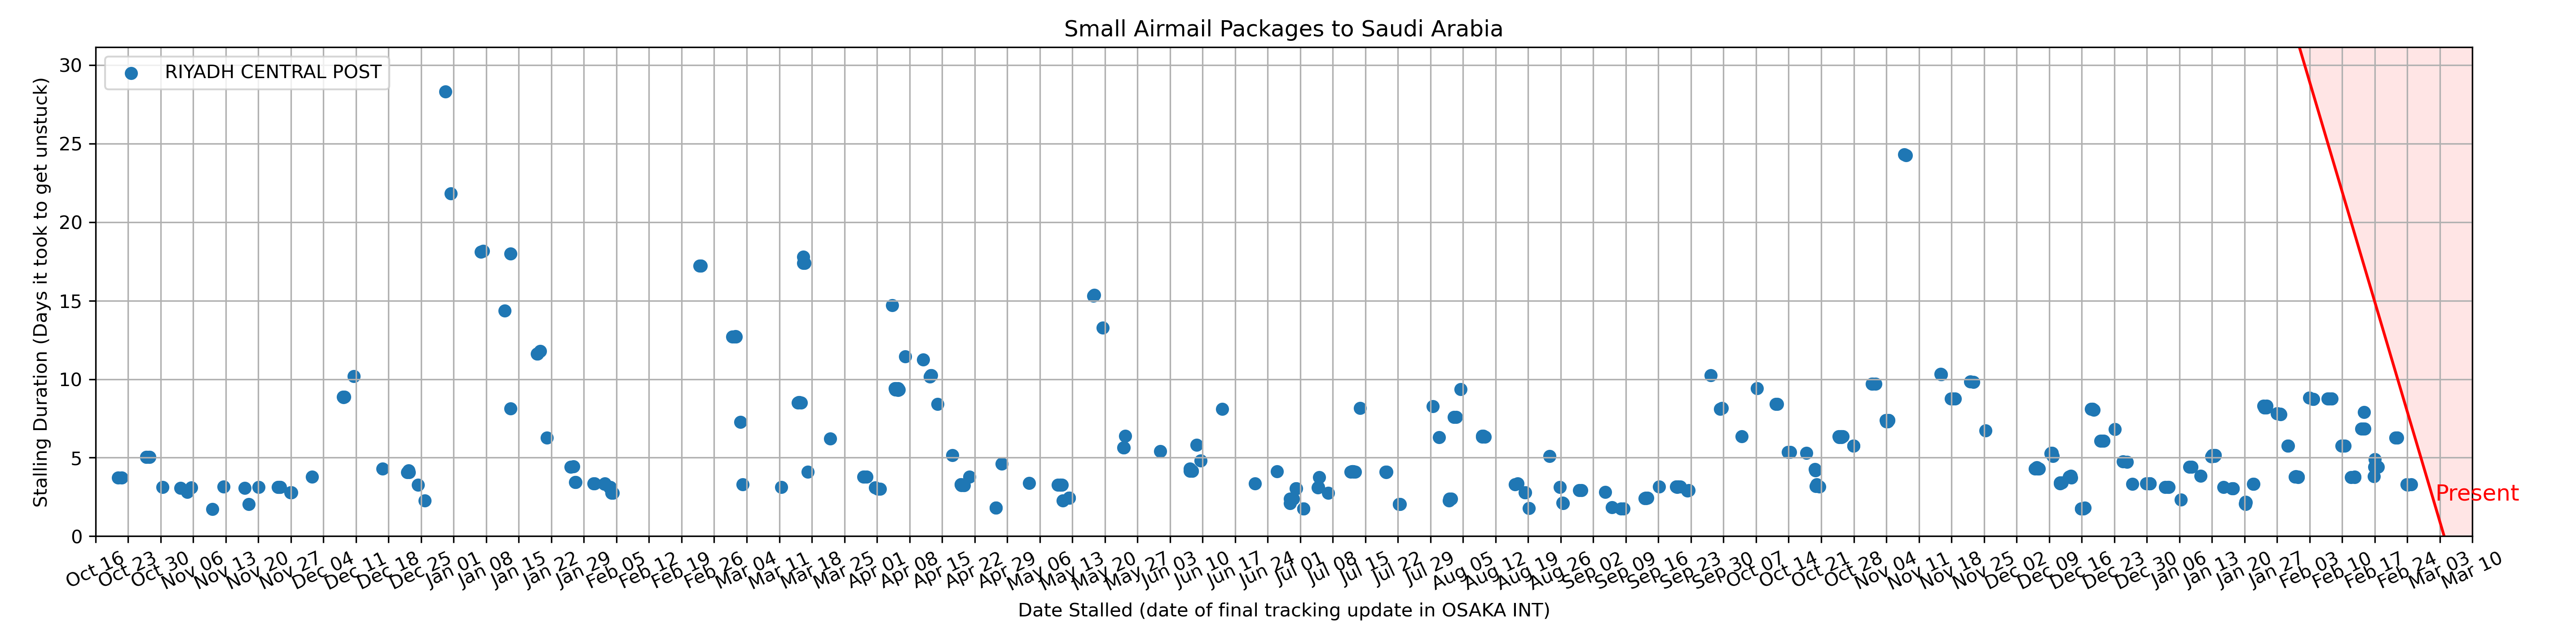 Small Airmail Packages to Saudi Arabia
RIYADH CENTRAL POST
Stalling Duration (Days it took to get unstuck)
30
25
20
15
10
5
0
Present
Oct 16 Oct 23 Oct 30 Nov 06 Nov 13 Nov 20 Nov 27 Dec 04 Dec 11 Dec 18 Dec 25 Jan 01 Jan 08 Jan 15 Jan 22 Jan 29 Feb 05 Feb 12 Feb 19 Feb 26 Mar 04 Mar 11 Mar 18 Mar 25 Apr 01 Apr 08 Apr 15 Apr 22 Apr 29 May 06 May 13 May 20 May 27 Jun 03 Jun 10 Jun 17 Jun 24 Jul 01 Jul 08 Jul 15 Jul 22 Jul 29 Aug 05 Aug 12 Aug 19 Aug 26 Sep 02 Sep 09 Sep 16 Sep 23 Sep 30 Oct 07 Oct 14 Oct 21 Oct 28 Nov 04 Nov 11 Nov 18 Nov 25 Dec 02 Dec 09 Dec 16 Dec 23 Dec 30 Jan 06 Jan 13 Jan 20 Jan 27 Feb 03 Feb 10 Feb 17 Feb 24 Mar 03 Mar 10
Date Stalled (date of final tracking update in OSAKA INT)